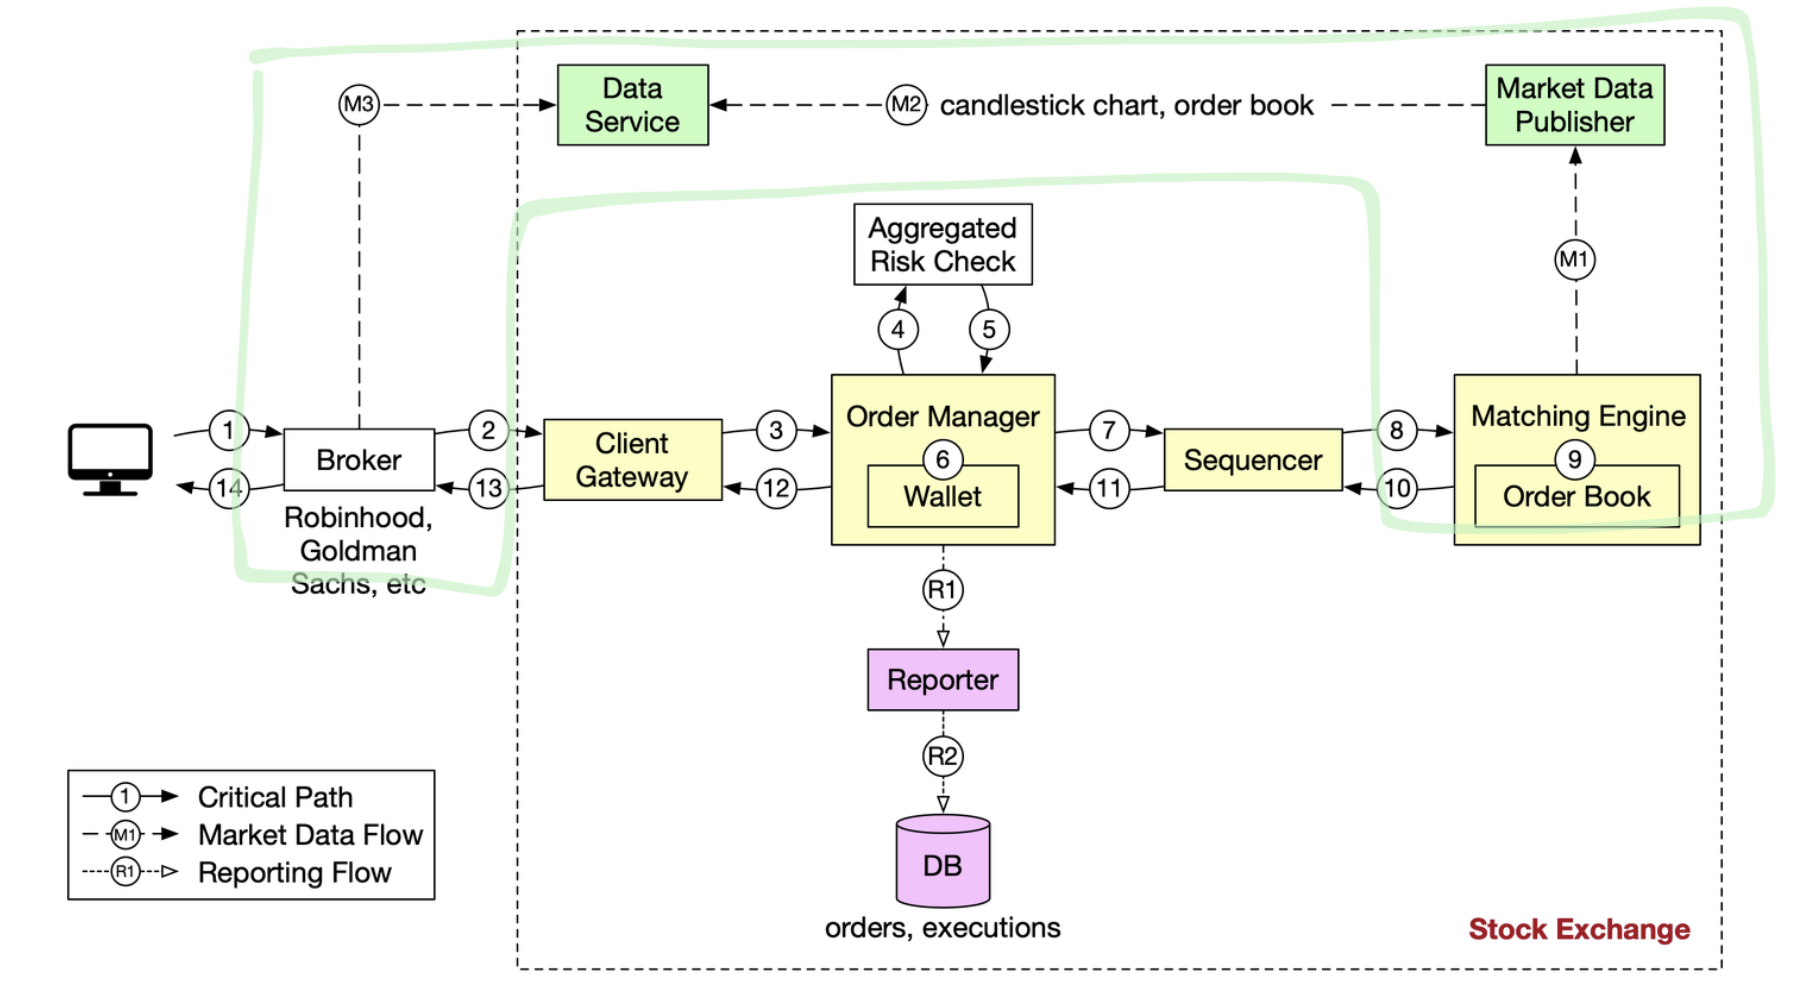 M3
Data
Service
M2
candlestick chart, order book
Market Data
Publisher
Aggregated
Risk Check
M1
4
5
1
Broker
14
2
13
Robinhood,
Goldman
Sachs, etc
Client
Gateway
3
12
Order Manager
6
Wallet
7
11
Sequencer
8
10
Matching Engine
9
Order Book
R1
Reporter
R2
DB
orders, executions
1
Critical Path
M1
Market Data Flow
R1
Reporting Flow
Stock Exchange